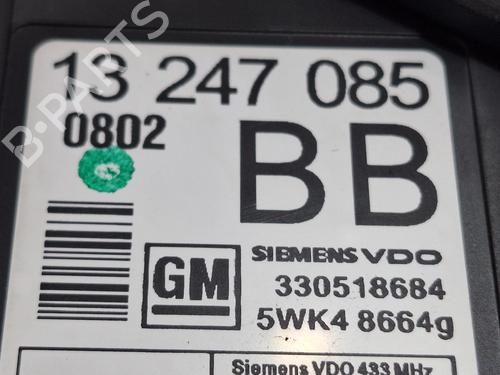 13 247 085
0802
BB
SIEMENS VDO
GM
330518684
5WK4 8664g
Siemens VDO 433 MHz
B-PARTS